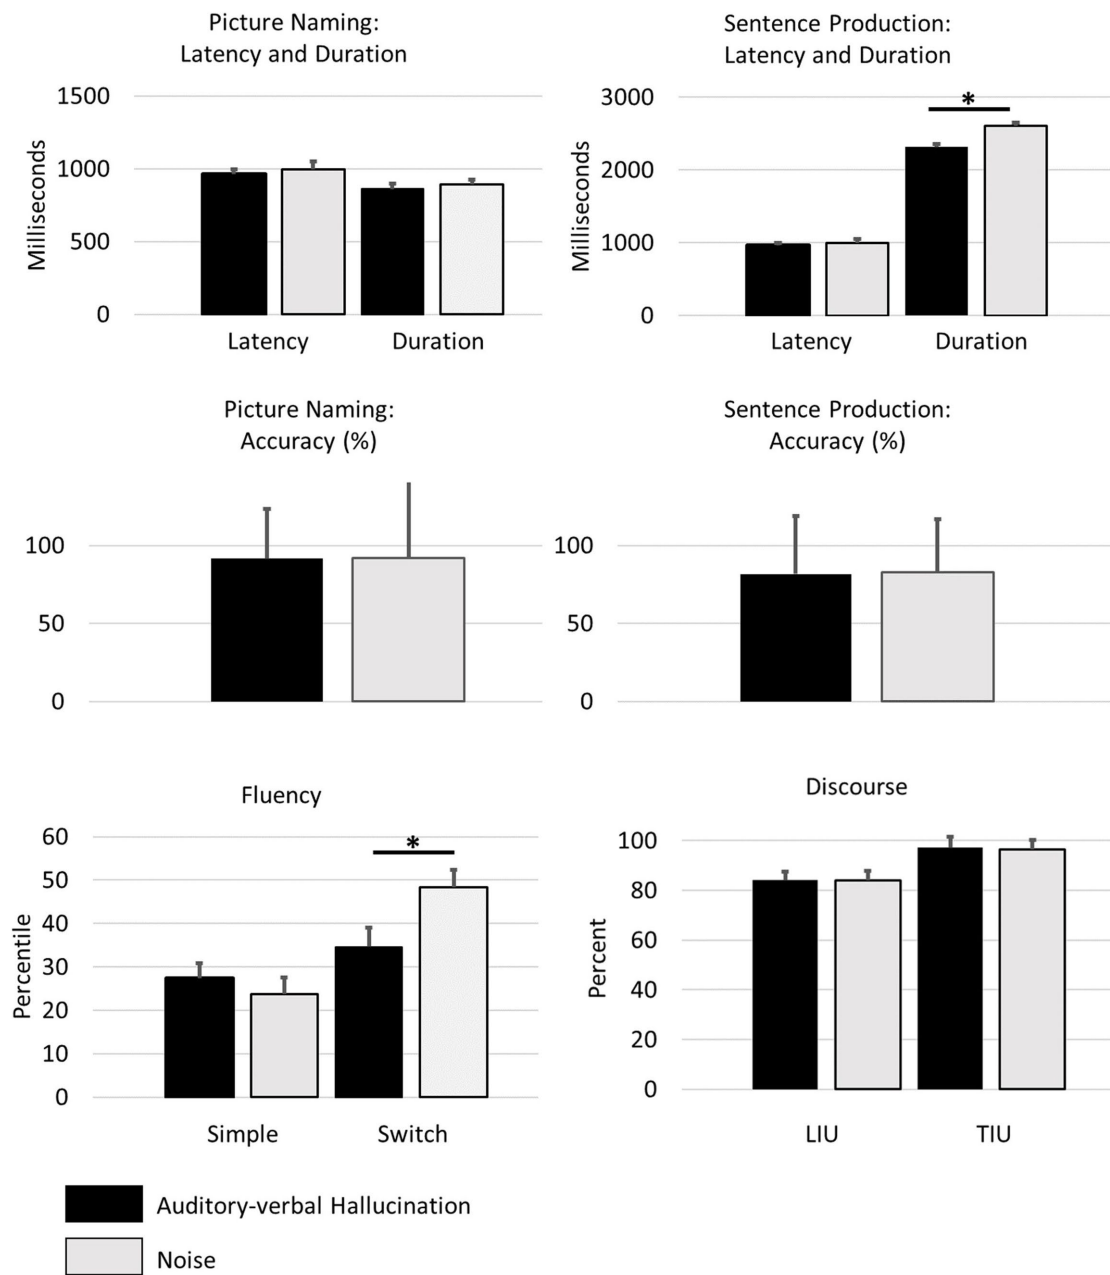 Picture Naming:
Latency and Duration
1500
1000
500
0
Milliseconds
Latency Duration
Sentence Production:
Latency and Duration
3000
2000
1000
0
Milliseconds
*
Latency Duration
Picture Naming:
Accuracy (%)
100
50
0
Sentence Production:
Accuracy (%)
100
50
0
Fluency
60
50
40
30
20
10
0
Percentile
*
Simple Switch
Discourse
100
80
60
40
20
0
Percent
LIU TIU
Auditory-verbal Hallucination
Noise